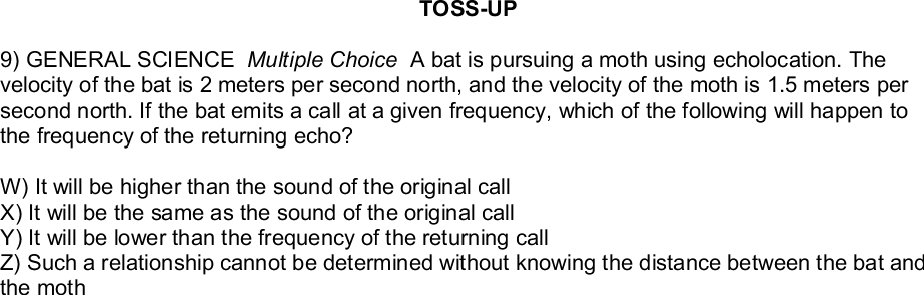 TOSS-UP
9) GENERAL SCIENCE Multiple Choice A bat is pursuing a moth using echolocation. The
velocity of the bat is 2 meters per second north, and the velocity of the moth is 1.5 meters per
second north. If the bat emits a call at a given frequency, which of the following will happen to
the frequency of the returning echo?
W) It will be higher than the sound of the original call
X) It will be the same as the sound of the original call
Y) It will be lower than the frequency of the returning call
Z) Such a relationship cannot be determined without knowing the distance between the bat and
the moth